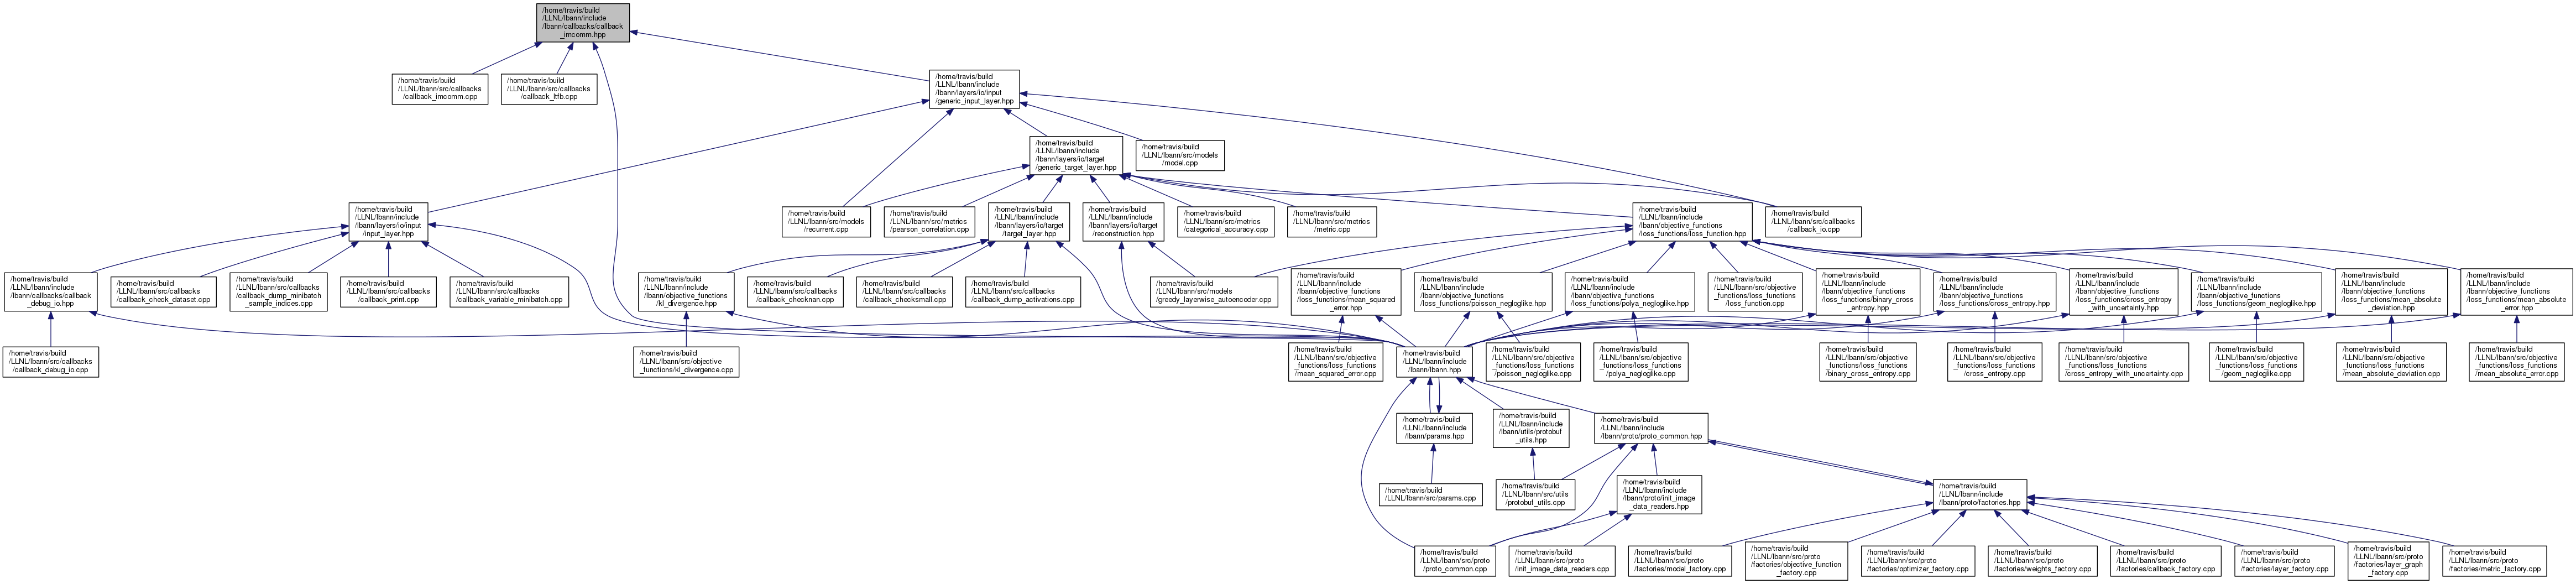 /home/travis/build
/LLNL/lbann/include
/lbann/callbacks/callback
_imcomm.hpp
/home/travis/build
/LLNL/lbann/src/callbacks
/callback_imcomm.cpp
/home/travis/build
/LLNL/lbann/src/callbacks
/callback_ltfb.cpp
/home/travis/build
/LLNL/lbann/include
/lbann/layers/io/input
/generic_input_layer.hpp
/home/travis/build
/LLNL/lbann/include
/lbann/layers/io/target
/generic_target_layer.hpp
/home/travis/build
/LLNL/lbann/src/models
/model.cpp
/home/travis/build
/LLNL/lbann/include
/lbann/layers/io/input
/input_layer.hpp
/home/travis/build
/LLNL/lbann/src/models
/recurrent.cpp
/home/travis/build
/LLNL/lbann/src/metrics
/pearson_correlation.cpp
/home/travis/build
/LLNL/lbann/include
/lbann/layers/io/target
/target_layer.hpp
/home/travis/build
/LLNL/lbann/include
/lbann/layers/io/target
/reconstruction.hpp
/home/travis/build
/LLNL/lbann/src/metrics
/categorical_accuracy.cpp
/home/travis/build
/LLNL/lbann/src/metrics
/metric.cpp
/home/travis/build
/LLNL/lbann/include
/lbann/objective_functions
/loss_functions/loss_function.hpp
/home/travis/build
/LLNL/lbann/src/callbacks
/callback_io.cpp
/home/travis/build
/LLNL/lbann/include
/lbann/callbacks/callback
_debug_io.hpp
/home/travis/build
/LLNL/lbann/src/callbacks
/callback_check_dataset.cpp
/home/travis/build
/LLNL/lbann/src/callbacks
/callback_dump_minibatch
_sample_indices.cpp
/home/travis/build
/LLNL/lbann/src/callbacks
/callback_print.cpp
/home/travis/build
/LLNL/lbann/src/callbacks
/callback_variable_minibatch.cpp
/home/travis/build
/LLNL/lbann/include
/lbann/objective_functions
/kl_divergence.hpp
/home/travis/build
/LLNL/lbann/src/callbacks
/callback_checknan.cpp
/home/travis/build
/LLNL/lbann/src/callbacks
/callback_checksmall.cpp
/home/travis/build
/LLNL/lbann/src/callbacks
/callback_dump_activations.cpp
/home/travis/build
/LLNL/lbann/src/models
/greedy_layerwise_autoencoder.cpp
/home/travis/build
/LLNL/lbann/include
/lbann/objective_functions
/loss_functions/mean_squared
_error.hpp
/home/travis/build
/LLNL/lbann/include
/lbann/objective_functions
/loss_functions/poisson_negloglike.hpp
/home/travis/build
/LLNL/lbann/include
/lbann/objective_functions
/loss_functions/polya_negloglike.hpp
/home/travis/build
/LLNL/lbann/src/objective
_functions/loss_functions
/loss_function.cpp
/home/travis/build
/LLNL/lbann/include
/lbann/objective_functions
/loss_functions/binary_cross
_entropy.hpp
/home/travis/build
/LLNL/lbann/include
/lbann/objective_functions
/loss_functions/cross_entropy.hpp
/home/travis/build
/LLNL/lbann/include
/lbann/objective_functions
/loss_functions/cross_entropy
_with_uncertainty.hpp
/home/travis/build
/LLNL/lbann/include
/lbann/objective_functions
/loss_functions/geom_negloglike.hpp
/home/travis/build
/LLNL/lbann/include
/lbann/objective_functions
/loss_functions/mean_absolute
_deviation.hpp
/home/travis/build
/LLNL/lbann/include
/lbann/objective_functions
/loss_functions/mean_absolute
_error.hpp
/home/travis/build
/LLNL/lbann/src/callbacks
/callback_debug_io.cpp
/home/travis/build
/LLNL/lbann/src/objective
_functions/kl_divergence.cpp
/home/travis/build
/LLNL/lbann/src/objective
_functions/loss_functions
/mean_squared_error.cpp
/home/travis/build
/LLNL/lbann/include
/lbann/lbann.hpp
/home/travis/build
/LLNL/lbann/src/objective
_functions/loss_functions
/poisson_negloglike.cpp
/home/travis/build
/LLNL/lbann/src/objective
_functions/loss_functions
/polya_negloglike.cpp
/home/travis/build
/LLNL/lbann/src/objective
_functions/loss_functions
/binary_cross_entropy.cpp
/home/travis/build
/LLNL/lbann/src/objective
_functions/loss_functions
/cross_entropy.cpp
/home/travis/build
/LLNL/lbann/src/objective
_functions/loss_functions
/cross_entropy_with_uncertainty.cpp
/home/travis/build
/LLNL/lbann/src/objective
_functions/loss_functions
/geom_negloglike.cpp
/home/travis/build
/LLNL/lbann/src/objective
_functions/loss_functions
/mean_absolute_deviation.cpp
/home/travis/build
/LLNL/lbann/src/objective
_functions/loss_functions
/mean_absolute_error.cpp
/home/travis/build
/LLNL/lbann/include
/lbann/params.hpp
/home/travis/build
/LLNL/lbann/include
/lbann/utils/protobuf
_utils.hpp
/home/travis/build
/LLNL/lbann/include
/lbann/proto/proto_common.hpp
/home/travis/build
/LLNL/lbann/src/params.cpp
/home/travis/build
/LLNL/lbann/src/utils
/protobuf_utils.cpp
/home/travis/build
/LLNL/lbann/include
/lbann/proto/init_image
_data_readers.hpp
/home/travis/build
/LLNL/lbann/include
/lbann/proto/factories.hpp
/home/travis/build
/LLNL/lbann/src/proto
/proto_common.cpp
/home/travis/build
/LLNL/lbann/src/proto
/init_image_data_readers.cpp
/home/travis/build
/LLNL/lbann/src/proto
/factories/model_factory.cpp
/home/travis/build
/LLNL/lbann/src/proto
/factories/objective_function
_factory.cpp
/home/travis/build
/LLNL/lbann/src/proto
/factories/optimizer_factory.cpp
/home/travis/build
/LLNL/lbann/src/proto
/factories/weights_factory.cpp
/home/travis/build
/LLNL/lbann/src/proto
/factories/callback_factory.cpp
/home/travis/build
/LLNL/lbann/src/proto
/factories/layer_factory.cpp
/home/travis/build
/LLNL/lbann/src/proto
/factories/layer_graph
_factory.cpp
/home/travis/build
/LLNL/lbann/src/proto
/factories/metric_factory.cpp